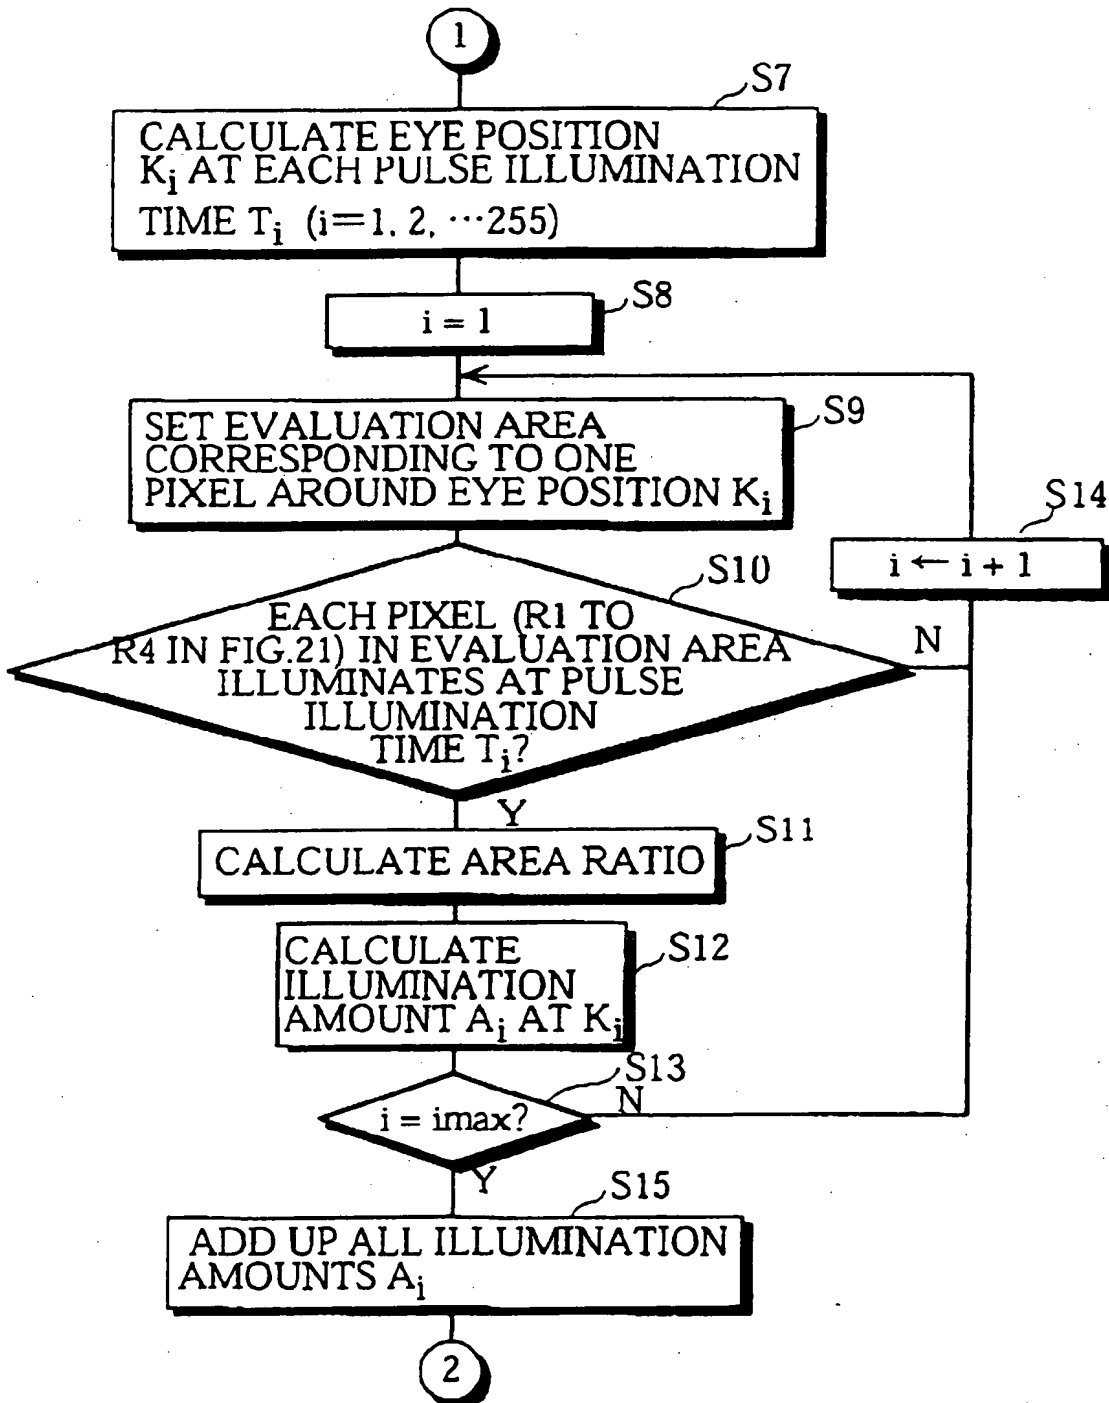 1
S7
CALCULATE EYE POSITION
Ki AT EACH PULSE ILLUMINATION
TIME Ti (i=1, 2, ···255)
S8
i = 1
S9
SET EVALUATION AREA
CORRESPONDING TO ONE
PIXEL AROUND EYE POSITION Ki
S14
i ← i + 1
S10
EACH PIXEL (R1 TO
R4 IN FIG.21) IN EVALUATION AREA
ILLUMINATES AT PULSE
ILLUMINATION
TIME Ti?
N
Y
S11
CALCULATE AREA RATIO
S12
CALCULATE
ILLUMINATION
AMOUNT Ai AT Ki
S13
i = imax?
N
Y
S15
ADD UP ALL ILLUMINATION
AMOUNTS Ai
2